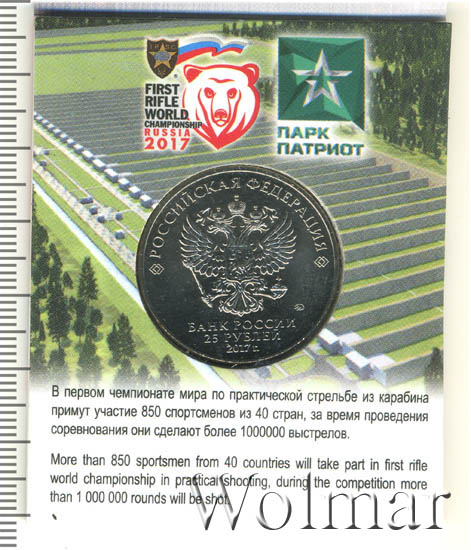 FIRST
RIFLE
WORLD
CHAMPIONSHIP
RUSSIA
2017
ПАРК
ПАТРИОТ
РОССИЙСКАЯ ФЕДЕРАЦИЯ
БАНК РОССИИ
25 РУБЛЕЙ
2017 г.
В первом чемпионате мира по практической стрельбе из карабина
примут участие 850 спортсменов из 40 стран, за время проведения
соревнования они сделают более 1000000 выстрелов.
More than 850 sportsmen from 40 countries will take part in first rifle
world championship in practical shooting, during the competition more
than 1 000 000 rounds will be shot.
Wolmar